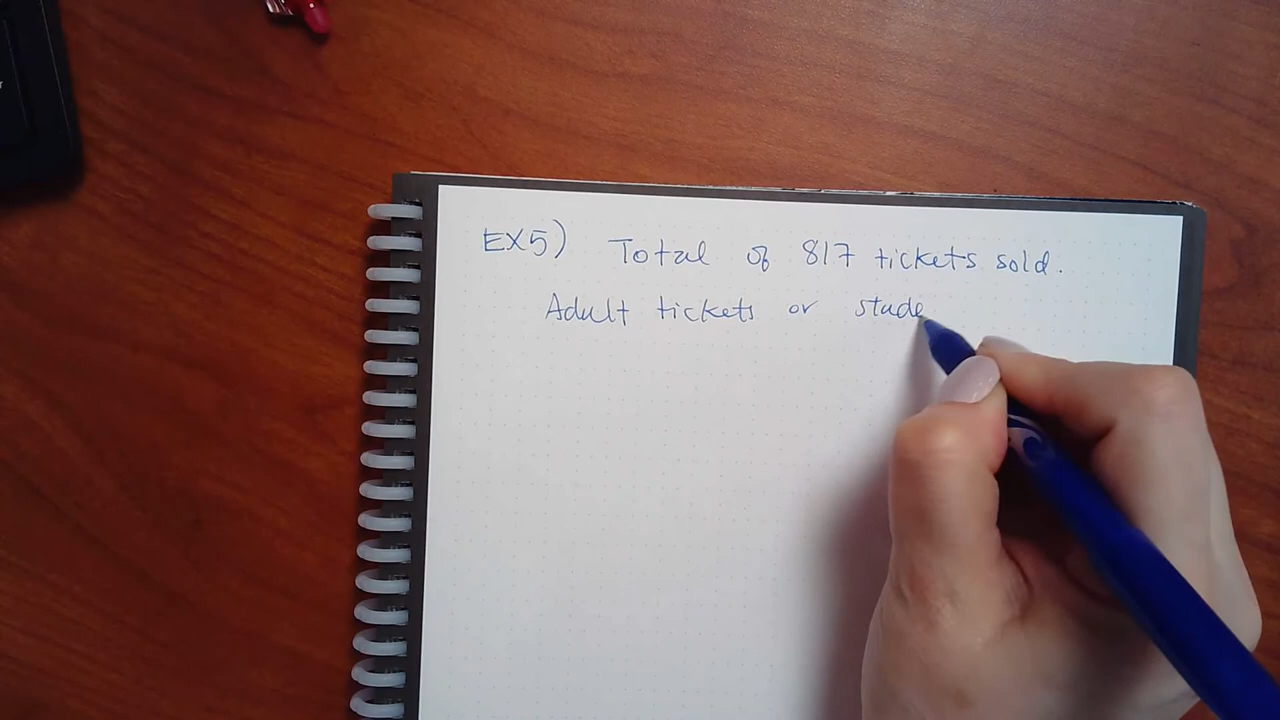 EX5) Total of 817 tickets sold.
Adult tickets or stude